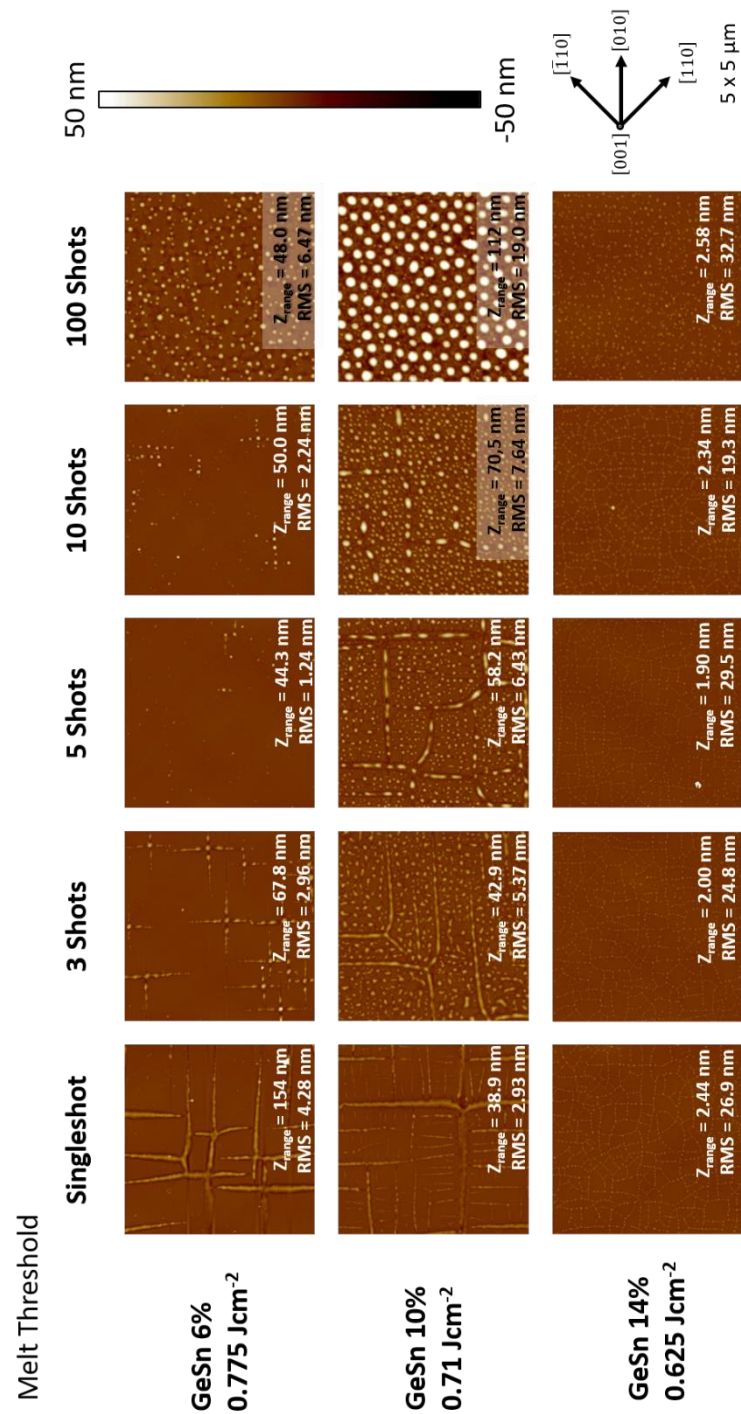 Melt Threshold
Singleshot
3 Shots
5 Shots
10 Shots
100 Shots
50 nm
-50 nm
GeSn 6%
0.775 Jcm-2
Zrange = 154 nm
RMS = 4.28 nm
Zrange = 67.8 nm
RMS = 2.96 nm
Zrange = 44.3 nm
RMS = 1.24 nm
Zrange = 50.0 nm
RMS = 2.24 nm
Zrange = 48.0 nm
RMS = 6.47 nm
GeSn 10%
0.71 Jcm-2
Zrange = 38.9 nm
RMS = 2.93 nm
Zrange = 42.9 nm
RMS = 5.37 nm
Zrange = 58.2 nm
RMS = 6.43 nm
Zrange = 70,5 nm
RMS = 7.64 nm
Zrange = 112 nm
RMS = 19.0 nm
GeSn 14%
0.625 Jcm-2
Zrange = 2.44 nm
RMS = 26.9 nm
Zrange = 2.00 nm
RMS = 24.8 nm
Zrange = 1.90 nm
RMS = 29.5 nm
Zrange = 2.34 nm
RMS = 19.3 nm
Zrange = 2.58 nm
RMS = 32.7 nm
[1̅10]
[010]
[001]
[110]
5 x 5 µm